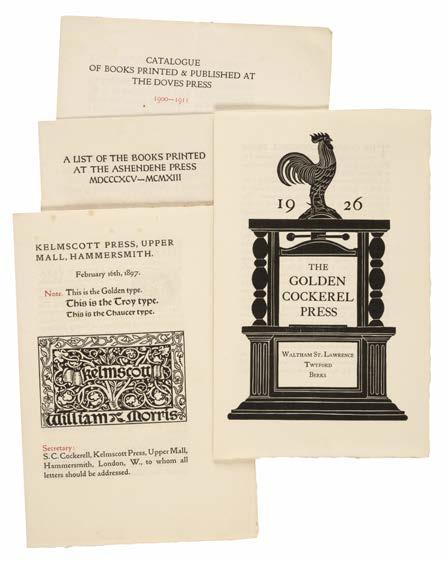 CATALOGUE
OF BOOKS PRINTED & PUBLISHED AT
THE DOVES PRESS
1900–1911
A LIST OF THE BOOKS PRINTED
AT THE ASHENDENE PRESS
MDCCCXCV—MCMXIII
KELMSCOTT PRESS, UPPER
MALL, HAMMERSMITH.
February 16th, 1897.
Note. This is the Golden type.
This is the Troy type.
This is the Chaucer type.
kelmscott
William Morris
Secretary:
S. C. Cockerell, Kelmscott Press, Upper Mall,
Hammersmith, London, W., to whom all
letters should be addressed.
19 26
THE
GOLDEN
COCKEREL
PRESS
WALTHAM ST. LAWRENCE
TWYFORD
BERKS